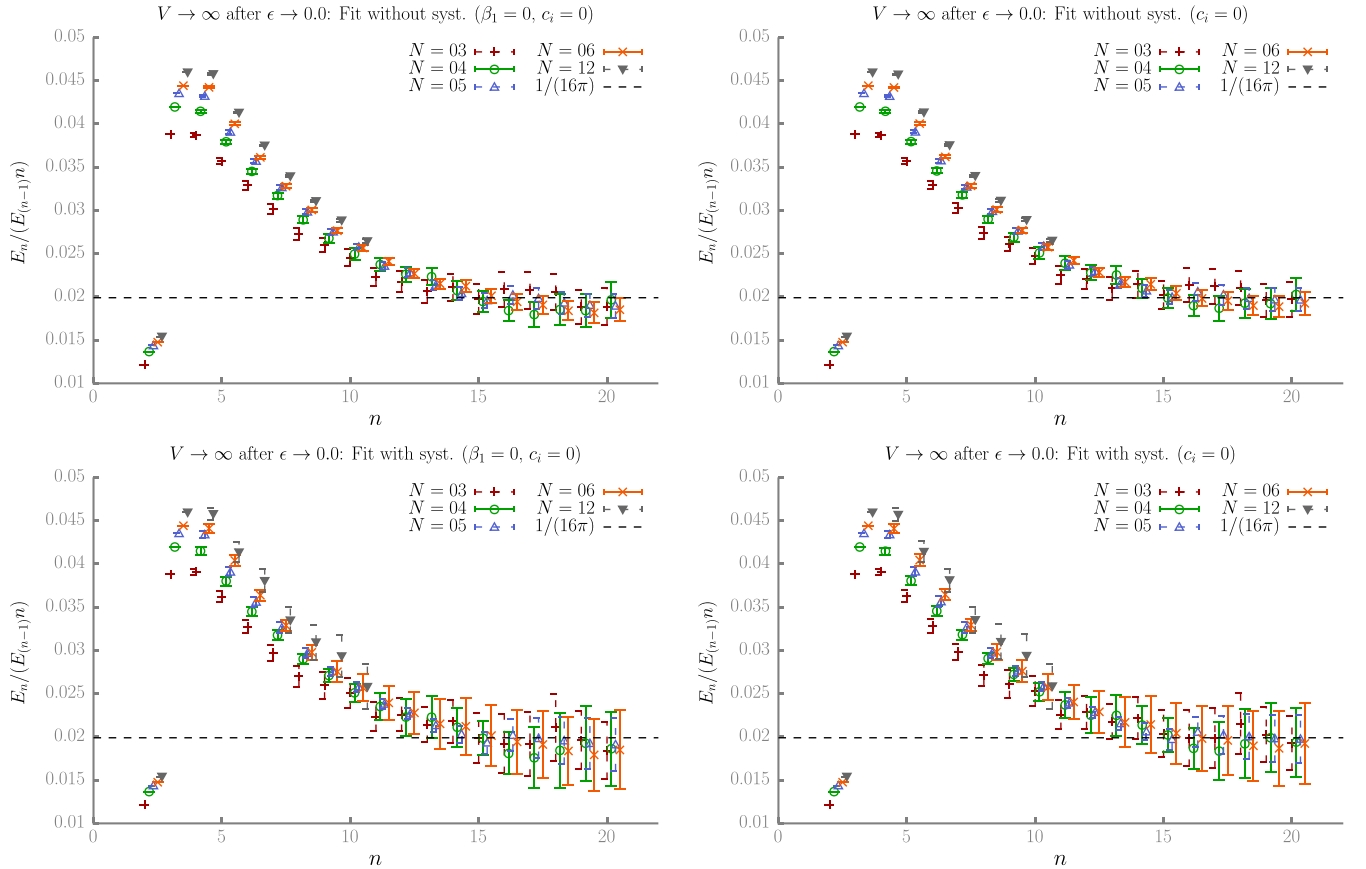 V → ∞ after ϵ → 0.0: Fit without syst. (β₁ = 0, cᵢ = 0)
0.05
0.045
0.04
0.035
0.03
0.025
0.02
0.015
0.01
Eₙ/(E₍ₙ₋₁₎n)
N = 03
N = 04
N = 05
N = 06
N = 12
1/(16π)
0 5 10 15 20
n
V → ∞ after ϵ → 0.0: Fit without syst. (cᵢ = 0)
0.05
0.045
0.04
0.035
0.03
0.025
0.02
0.015
0.01
Eₙ/(E₍ₙ₋₁₎n)
N = 03
N = 04
N = 05
N = 06
N = 12
1/(16π)
0 5 10 15 20
n
V → ∞ after ϵ → 0.0: Fit with syst. (β₁ = 0, cᵢ = 0)
0.05
0.045
0.04
0.035
0.03
0.025
0.02
0.015
0.01
Eₙ/(E₍ₙ₋₁₎n)
N = 03
N = 04
N = 05
N = 06
N = 12
1/(16π)
0 5 10 15 20
n
V → ∞ after ϵ → 0.0: Fit with syst. (cᵢ = 0)
0.05
0.045
0.04
0.035
0.03
0.025
0.02
0.015
0.01
Eₙ/(E₍ₙ₋₁₎n)
N = 03
N = 04
N = 05
N = 06
N = 12
1/(16π)
0 5 10 15 20
n